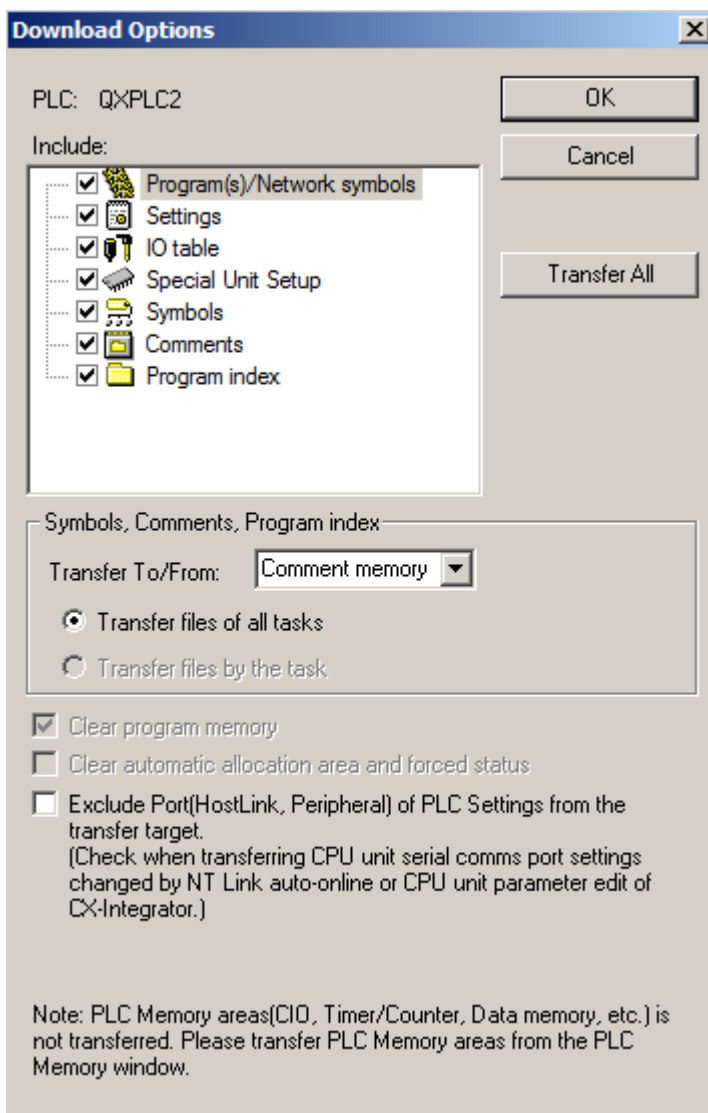 Download Options
PLC: QXPLC2
OK
Include:
Cancel
Program(s)/Network symbols
Settings
IO table
Special Unit Setup
Transfer All
Symbols
Comments
Program index
Symbols, Comments, Program index
Transfer To/From: Comment memory
Transfer files of all tasks
Transfer files by the task
Clear program memory
Clear automatic allocation area and forced status
Exclude Port(HostLink, Peripheral) of PLC Settings from the
transfer target.
(Check when transferring CPU unit serial comms port settings
changed by NT Link auto-online or CPU unit parameter edit of
CX-Integrator.)
Note: PLC Memory areas(CIO, Timer/Counter, Data memory, etc.) is
not transferred. Please transfer PLC Memory areas from the PLC
Memory window.